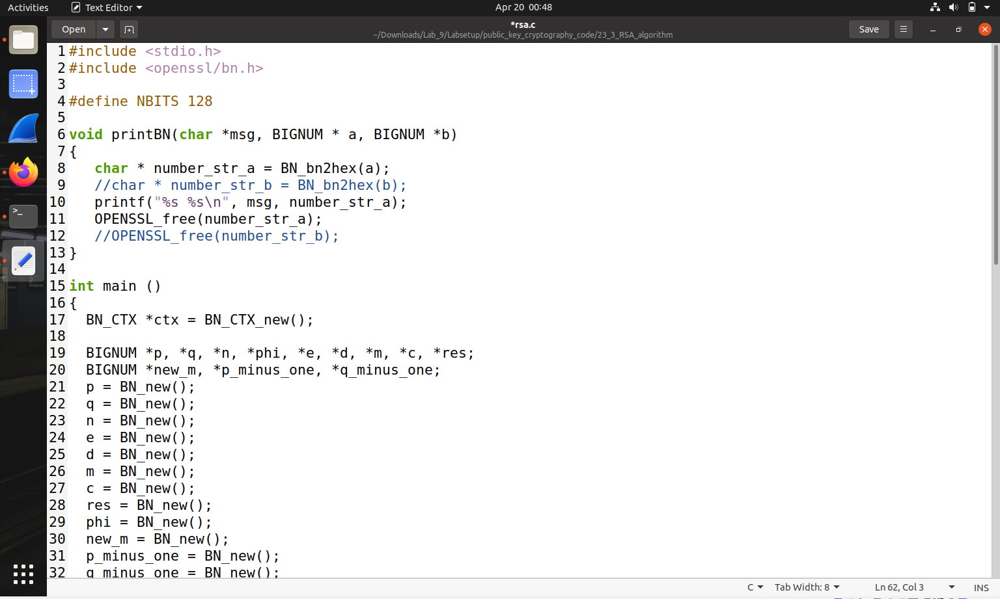 Activities Text Editor Apr 20 00:48
Open *rsa.c Save
~/Downloads/Lab_9/Labsetup/public_key_cryptography_code/23_3_RSA_algorithm
1 #include <stdio.h>
2 #include <openssl/bn.h>
3
4 #define NBITS 128
5
6 void printBN(char *msg, BIGNUM * a, BIGNUM *b)
7 {
8    char * number_str_a = BN_bn2hex(a);
9    //char * number_str_b = BN_bn2hex(b);
10    printf("%s %s\n", msg, number_str_a);
11    OPENSSL_free(number_str_a);
12    //OPENSSL_free(number_str_b);
13 }
14
15 int main ()
16 {
17   BN_CTX *ctx = BN_CTX_new();
18
19   BIGNUM *p, *q, *n, *phi, *e, *d, *m, *c, *res;
20   BIGNUM *new_m, *p_minus_one, *q_minus_one;
21   p = BN_new();
22   q = BN_new();
23   n = BN_new();
24   e = BN_new();
25   d = BN_new();
26   m = BN_new();
27   c = BN_new();
28   res = BN_new();
29   phi = BN_new();
30   new_m = BN_new();
31   p_minus_one = BN_new();
32   q_minus_one = BN_new();
C Tab Width: 8 Ln 62, Col 3 INS